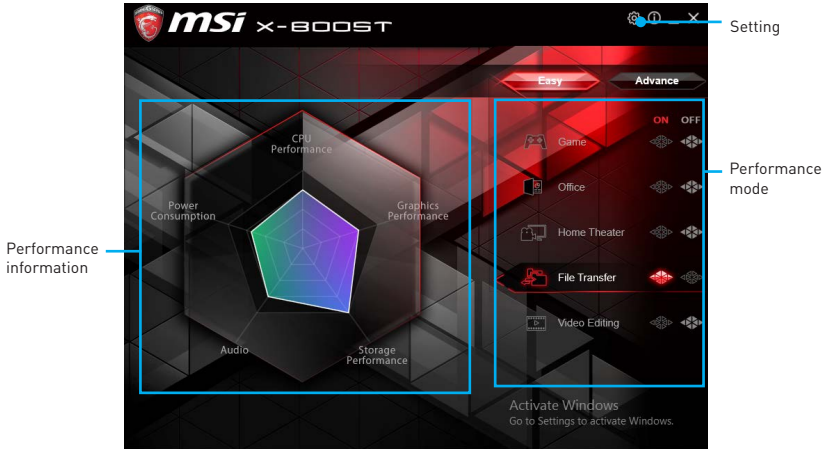 msi X-BOOST
Setting
Easy
Advance
ON OFF
CPU
Performance
Game
Performance
mode
Office
Power
Consumption
Graphics
Performance
Home Theater
Performance
information
File Transfer
Video Editing
Audio
Storage
Performance
Activate Windows
Go to Settings to activate Windows.